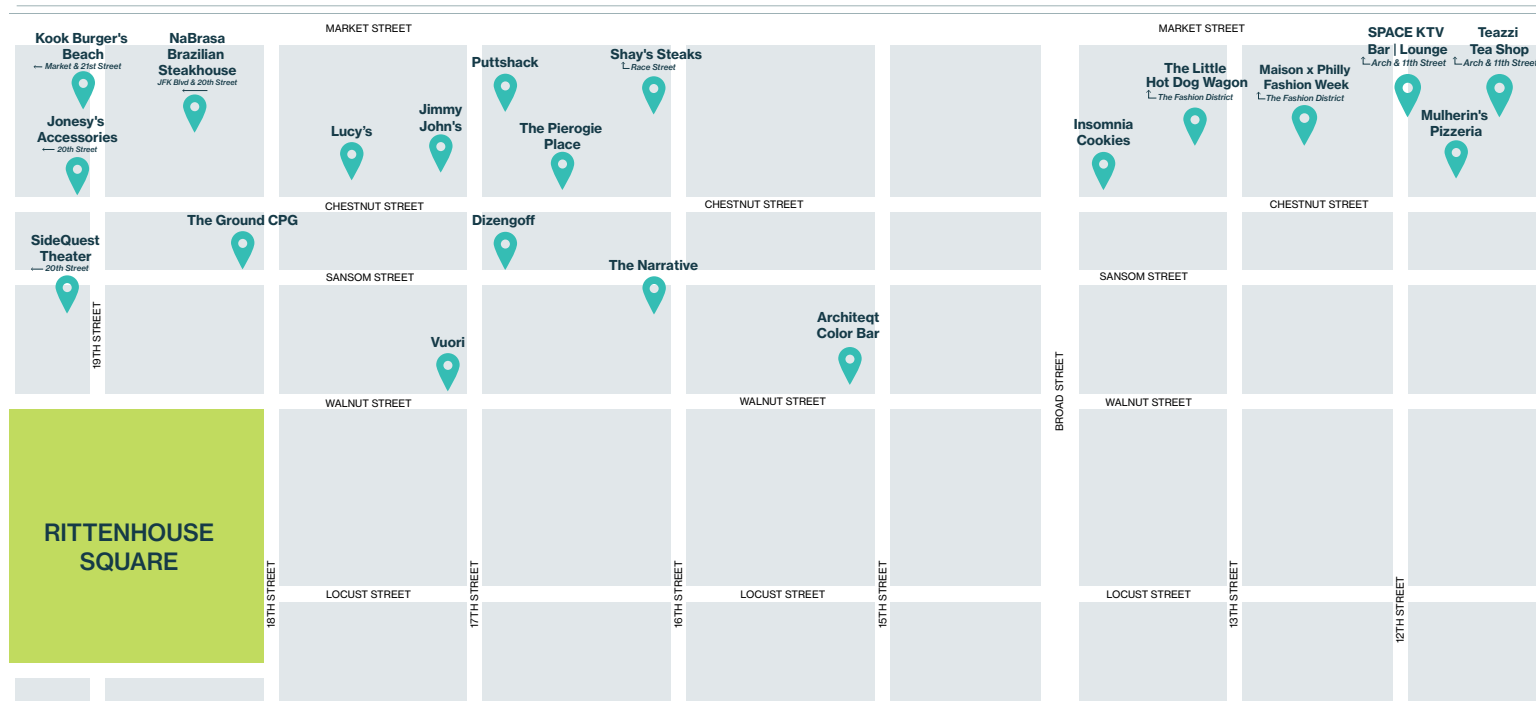 MARKET STREET
MARKET STREET
Kook Burger's
Beach
← Market & 21st Street
NaBrasa
Brazilian
Steakhouse
JFK Blvd & 20th Street
←
Puttshack
Shay's Steaks
Race Street
The Little
Hot Dog Wagon
The Fashion District
Maison x Philly
Fashion Week
The Fashion District
SPACE KTV
Bar | Lounge
Arch & 11th Street
Teazzi
Tea Shop
Arch & 11th Street
Jonesy's
Accessories
← 20th Street
Lucy's
Jimmy
John's
The Pierogie
Place
Insomnia
Cookies
Mulherin's
Pizzeria
CHESTNUT STREET
CHESTNUT STREET
CHESTNUT STREET
SideQuest
Theater
← 20th Street
The Ground CPG
Dizengoff
The Narrative
SANSOM STREET
SANSOM STREET
19TH STREET
Vuori
Architeqt
Color Bar
BROAD STREET
WALNUT STREET
WALNUT STREET
WALNUT STREET
RITTENHOUSE
SQUARE
18TH STREET
17TH STREET
16TH STREET
15TH STREET
13TH STREET
12TH STREET
LOCUST STREET
LOCUST STREET
LOCUST STREET